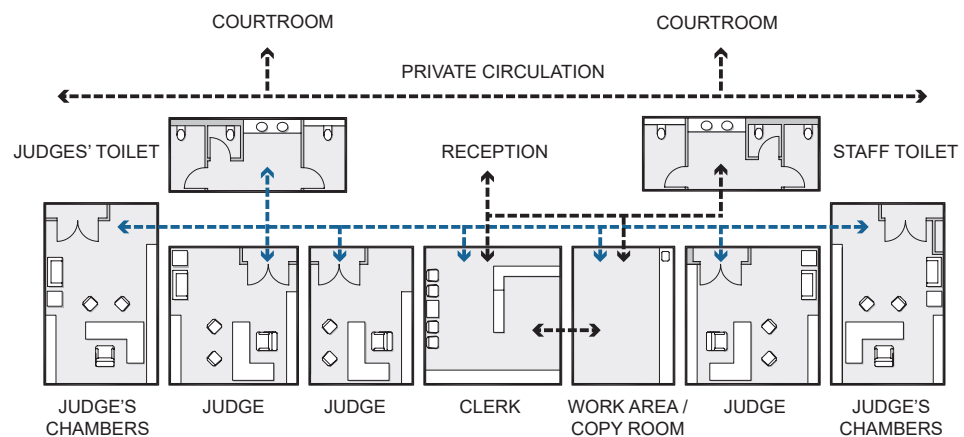 COURTROOM
COURTROOM
PRIVATE CIRCULATION
JUDGES' TOILET
RECEPTION
STAFF TOILET
JUDGE'S
CHAMBERS
JUDGE
JUDGE
CLERK
WORK AREA /
COPY ROOM
JUDGE
JUDGE'S
CHAMBERS